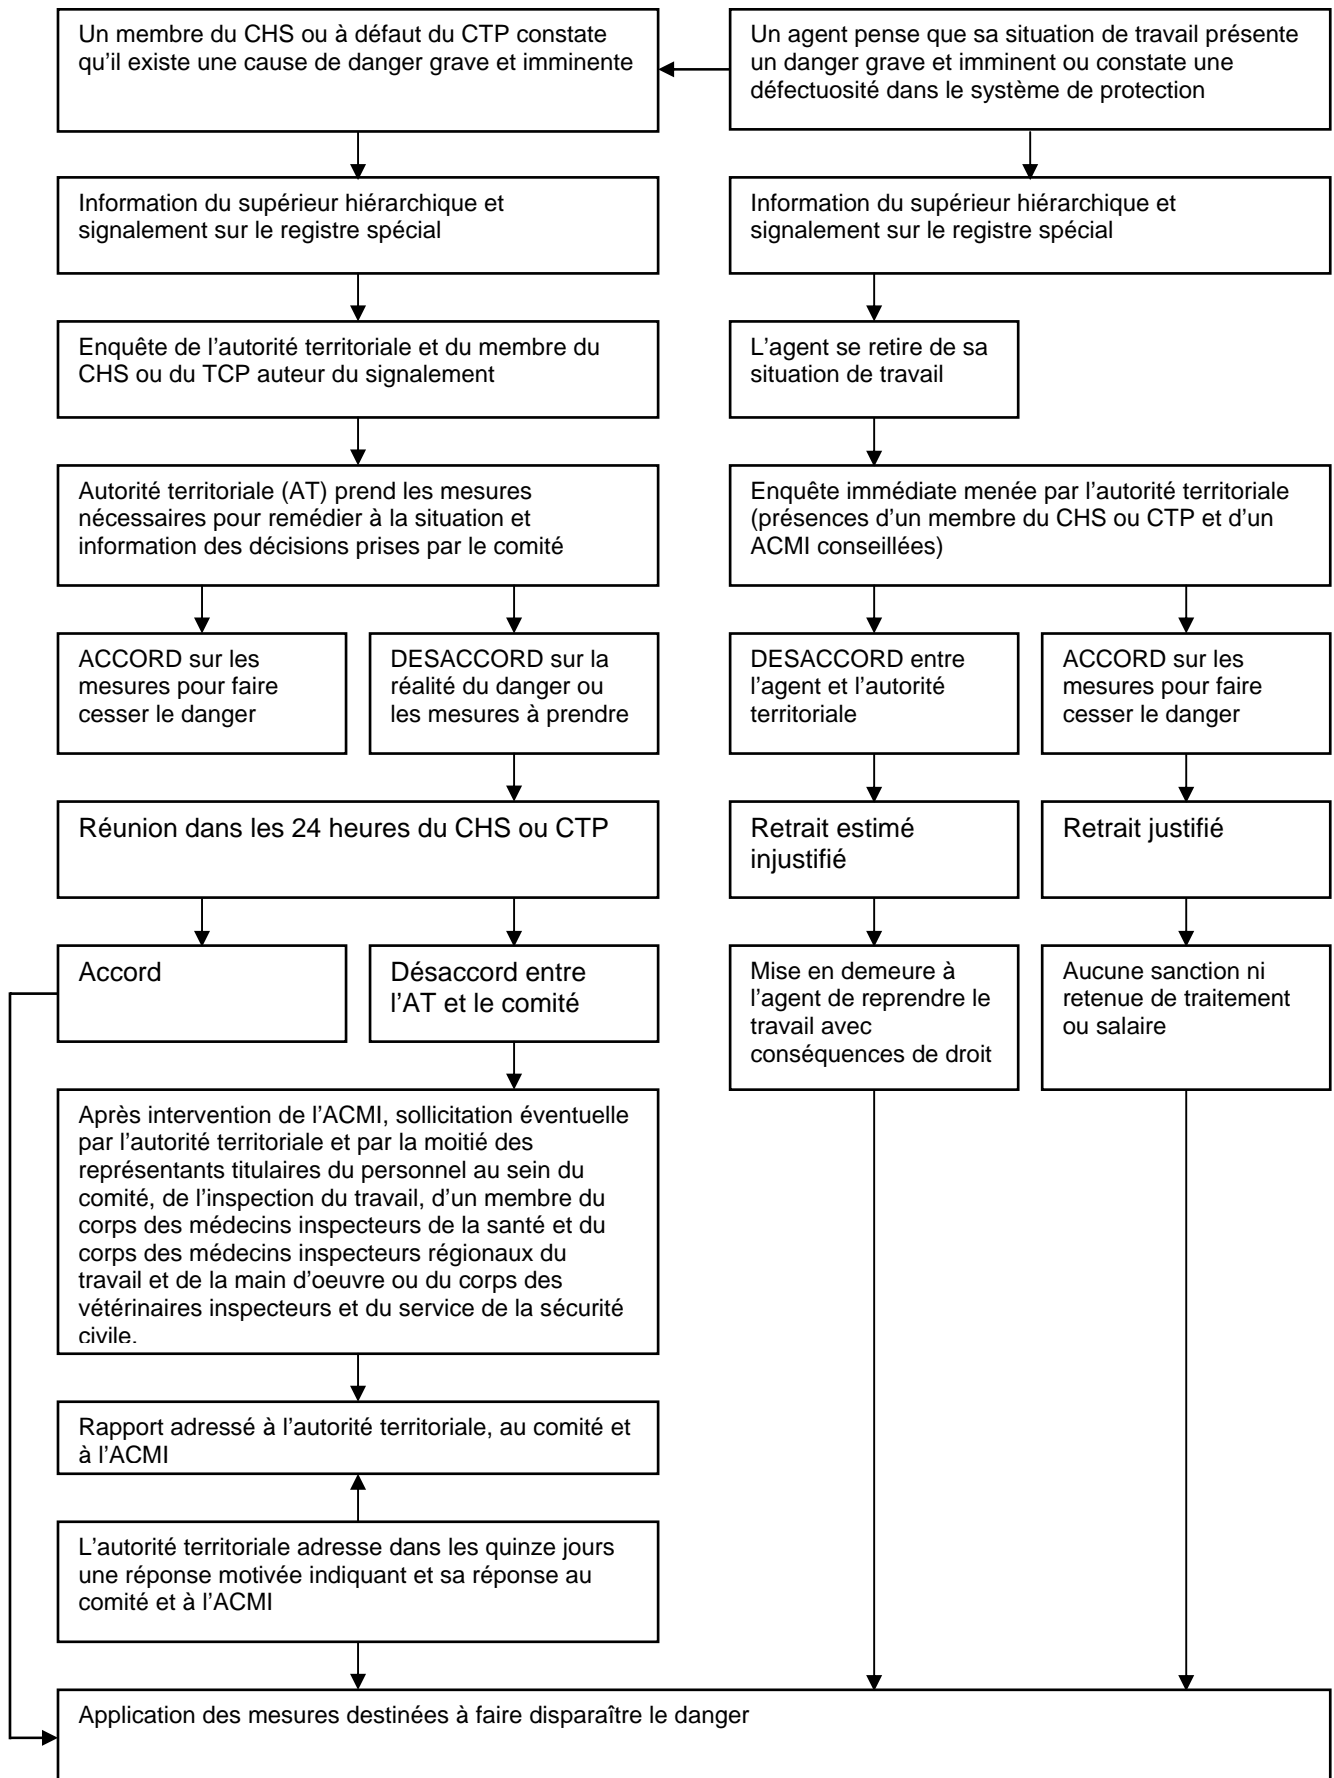 Un membre du CHS ou à défaut du CTP constate
qu'il existe une cause de danger grave et imminente
Un agent pense que sa situation de travail présente
un danger grave et imminent ou constate une
défectuosité dans le système de protection
Information du supérieur hiérarchique et
signalement sur le registre spécial
Information du supérieur hiérarchique et
signalement sur le registre spécial
Enquête de l'autorité territoriale et du membre du
CHS ou du TCP auteur du signalement
L'agent se retire de sa
situation de travail
Autorité territoriale (AT) prend les mesures
nécessaires pour remédier à la situation et
information des décisions prises par le comité
Enquête immédiate menée par l'autorité territoriale
(présences d'un membre du CHS ou CTP et d'un
ACMI conseillées)
ACCORD sur les
mesures pour faire
cesser le danger
DESACCORD sur la
réalité du danger ou
les mesures à prendre
DESACCORD entre
l'agent et l'autorité
territoriale
ACCORD sur les
mesures pour faire
cesser le danger
Réunion dans les 24 heures du CHS ou CTP
Retrait estimé
injustifié
Retrait justifié
Accord
Désaccord entre
l'AT et le comité
Mise en demeure à
l'agent de reprendre le
travail avec
conséquences de droit
Aucune sanction ni
retenue de traitement
ou salaire
Après intervention de l'ACMI, sollicitation éventuelle
par l'autorité territoriale et par la moitié des
représentants titulaires du personnel au sein du
comité, de l'inspection du travail, d'un membre du
corps des médecins inspecteurs de la santé et du
corps des médecins inspecteurs régionaux du
travail et de la main d'oeuvre ou du corps des
vétérinaires inspecteurs et du service de la sécurité
civile.
Rapport adressé à l'autorité territoriale, au comité et
à l'ACMI
L'autorité territoriale adresse dans les quinze jours
une réponse motivée indiquant et sa réponse au
comité et à l'ACMI
Application des mesures destinées à faire disparaître le danger